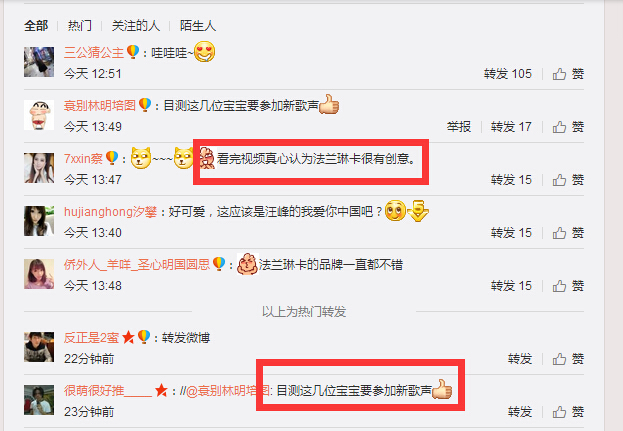 全部 热门 关注的人 陌生人
三公猜公主：哇哇哇~
今天 12:51 转发 105 赞
衰别林明培图：目测这几位宝宝要参加新歌声
今天 13:49 举报 转发 17 赞
7xxin察：~~~看完视频真心认为法兰琳卡很有创意。
今天 13:47 转发 15 赞
hujianghong汐攀：好可爱，这应该是汪峰的我爱你中国吧？
今天 13:40 转发 15 赞
侨外人_羊咩_圣心明国圆思：法兰琳卡的品牌一直都不错
今天 13:48 转发 15 赞
以上为热门转发
反正是2蜜：转发微博
22分钟前 转发 赞
很萌很好推____：//@衰别林明培图: 目测这几位宝宝要参加新歌声
23分钟前 转发 赞